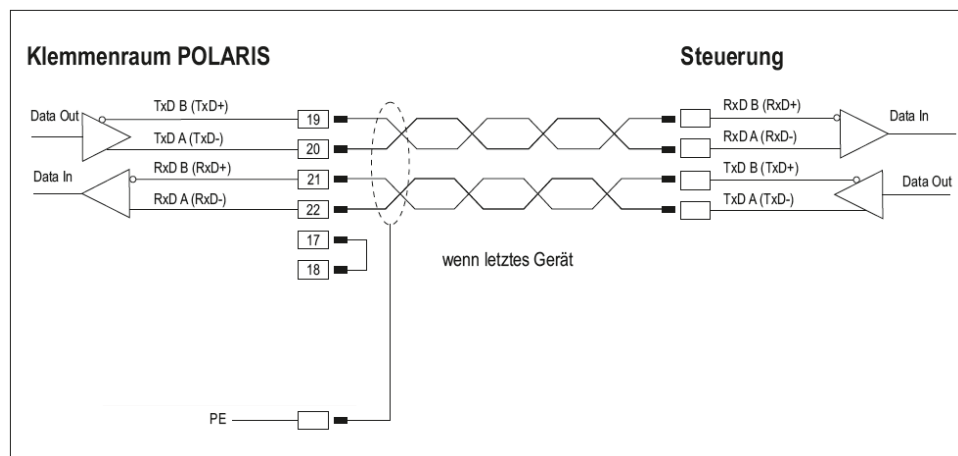 Klemmenraum POLARIS
Steuerung
Data Out
TxD B (TxD+)
19
RxD B (RxD+)
Data In
TxD A (TxD-)
20
RxD A (RxD-)
Data In
RxD B (RxD+)
21
TxD B (TxD+)
Data Out
RxD A (RxD-)
22
TxD A (TxD-)
17
18
wenn letztes Gerät
PE